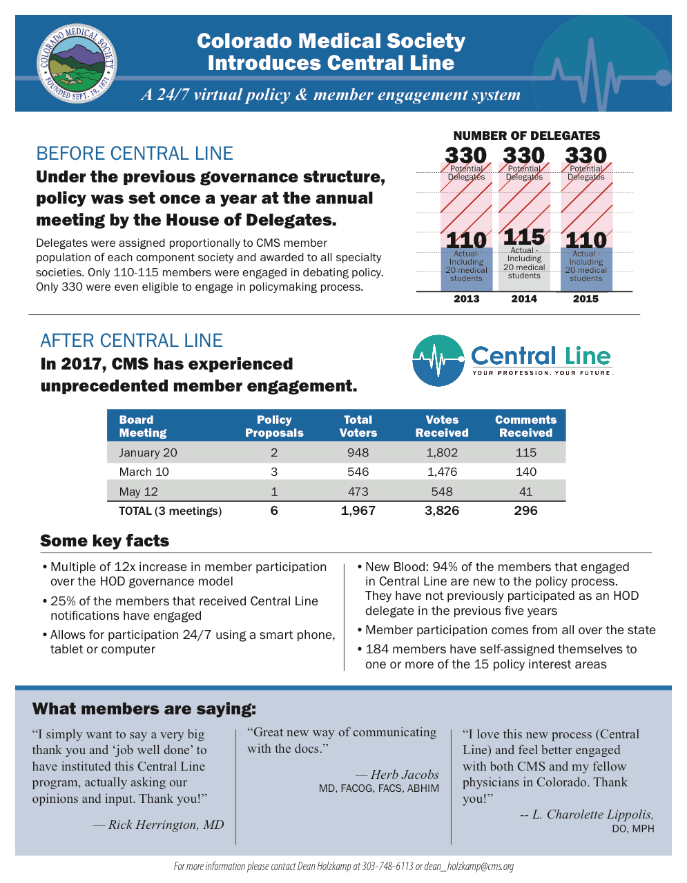 COLORADO MEDICAL SOCIETY
FOUNDED SEPT. 19, 1871
Colorado Medical Society
Introduces Central Line
A 24/7 virtual policy & member engagement system
BEFORE CENTRAL LINE
Under the previous governance structure,
policy was set once a year at the annual
meeting by the House of Delegates.
Delegates were assigned proportionally to CMS member
population of each component society and awarded to all specialty
societies. Only 110-115 members were engaged in debating policy.
Only 330 were even eligible to engage in policymaking process.
NUMBER OF DELEGATES
330 330 330
Potential Potential Potential
Delegates Delegates Delegates
110 115 110
Actual - Actual - Actual -
Including Including Including
20 medical 20 medical 20 medical
students students students
2013 2014 2015
AFTER CENTRAL LINE
In 2017, CMS has experienced
unprecedented member engagement.
Central Line
YOUR PROFESSION. YOUR FUTURE.
Board Policy Total Votes Comments
Meeting Proposals Voters Received Received
January 20 2 948 1,802 115
March 10 3 546 1,476 140
May 12 1 473 548 41
TOTAL (3 meetings) 6 1,967 3,826 296
Some key facts
• Multiple of 12x increase in member participation
over the HOD governance model
• 25% of the members that received Central Line
notifications have engaged
• Allows for participation 24/7 using a smart phone,
tablet or computer
• New Blood: 94% of the members that engaged
in Central Line are new to the policy process.
They have not previously participated as an HOD
delegate in the previous five years
• Member participation comes from all over the state
• 184 members have self-assigned themselves to
one or more of the 15 policy interest areas
What members are saying:
“I simply want to say a very big
thank you and ‘job well done’ to
have instituted this Central Line
program, actually asking our
opinions and input. Thank you!”
— Rick Herrington, MD
“Great new way of communicating
with the docs.”
— Herb Jacobs
MD, FACOG, FACS, ABHIM
“I love this new process (Central
Line) and feel better engaged
with both CMS and my fellow
physicians in Colorado. Thank
you!”
-- L. Charolette Lippolis,
DO, MPH
For more information please contact Dean Holzkamp at 303-748-6113 or dean_holzkamp@cms.org